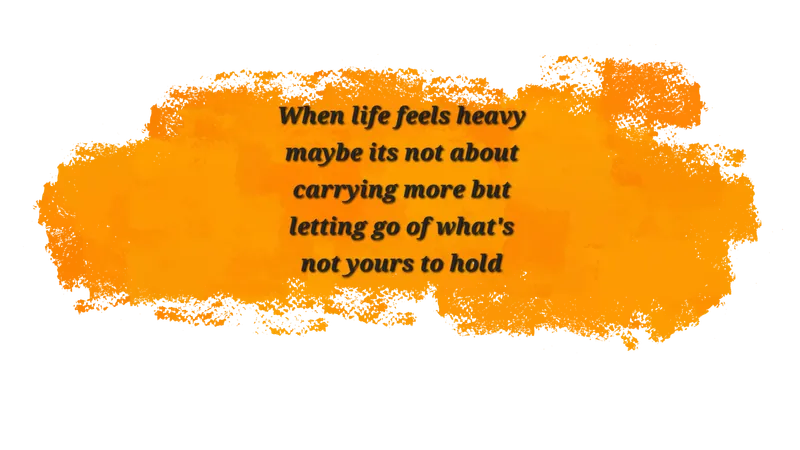 When life feels heavy
maybe its not about
carrying more but
letting go of what's
not yours to hold